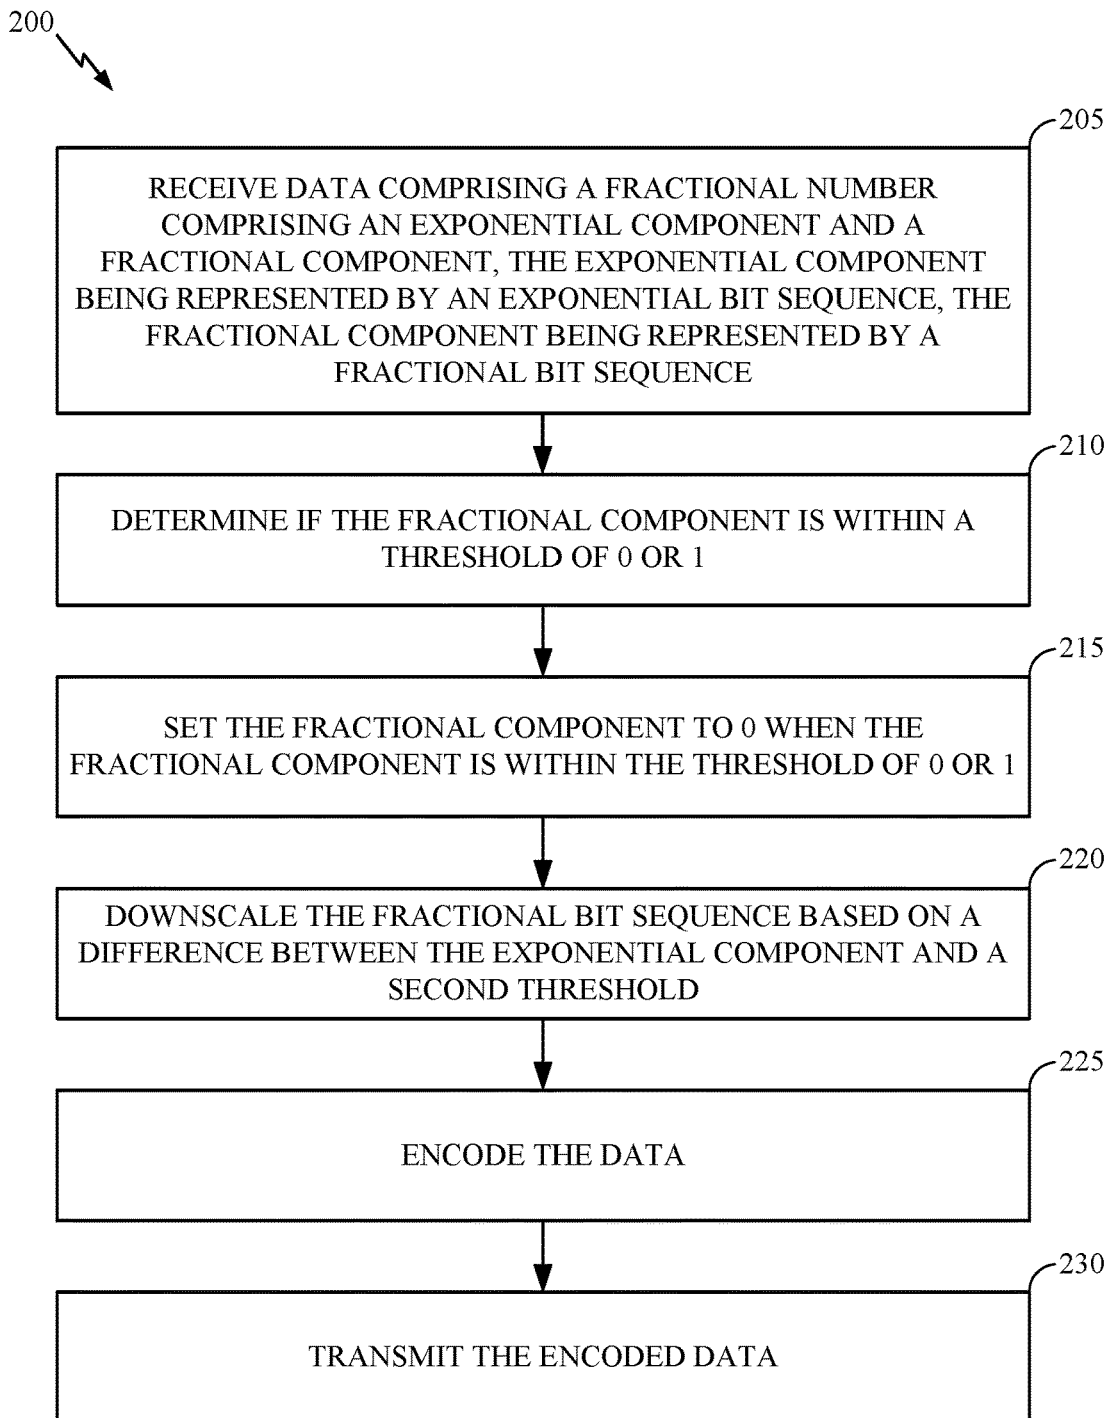 200
205
RECEIVE DATA COMPRISING A FRACTIONAL NUMBER
COMPRISING AN EXPONENTIAL COMPONENT AND A
FRACTIONAL COMPONENT, THE EXPONENTIAL COMPONENT
BEING REPRESENTED BY AN EXPONENTIAL BIT SEQUENCE, THE
FRACTIONAL COMPONENT BEING REPRESENTED BY A
FRACTIONAL BIT SEQUENCE
210
DETERMINE IF THE FRACTIONAL COMPONENT IS WITHIN A
THRESHOLD OF 0 OR 1
215
SET THE FRACTIONAL COMPONENT TO 0 WHEN THE
FRACTIONAL COMPONENT IS WITHIN THE THRESHOLD OF 0 OR 1
220
DOWNSCALE THE FRACTIONAL BIT SEQUENCE BASED ON A
DIFFERENCE BETWEEN THE EXPONENTIAL COMPONENT AND A
SECOND THRESHOLD
225
ENCODE THE DATA
230
TRANSMIT THE ENCODED DATA